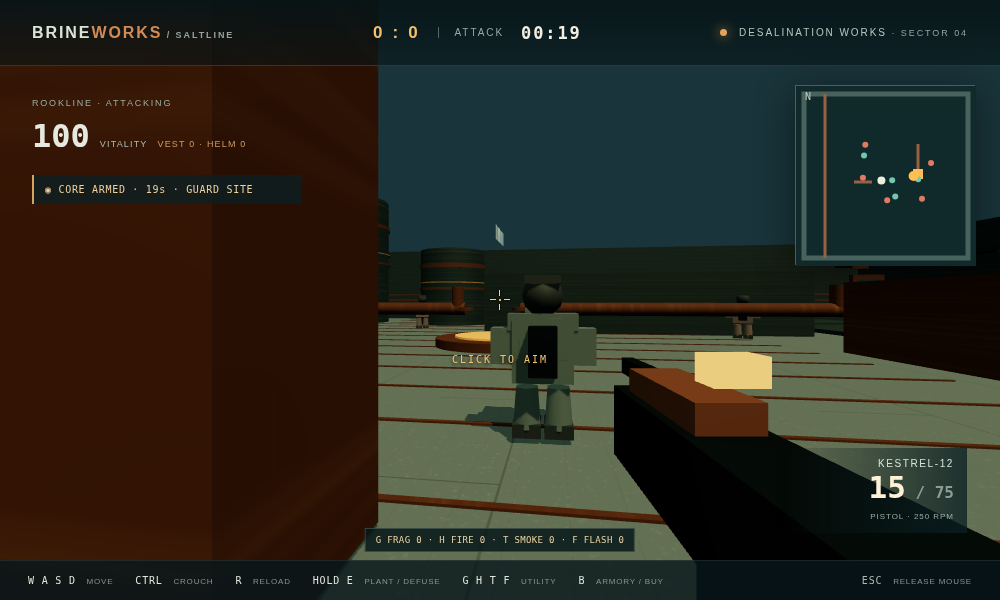 BRINEWORKS / SALTLINE
0 : 0 | ATTACK 00:19
DESALINATION WORKS · SECTOR 04
N
ROOKLINE · ATTACKING
100 VITALITY VEST 0 · HELM 0
◉ CORE ARMED · 19s · GUARD SITE
CLICK TO AIM
KESTREL-12
15 / 75
PISTOL · 250 RPM
G FRAG 0 · H FIRE 0 · T SMOKE 0 · F FLASH 0
W A S D MOVE CTRL CROUCH R RELOAD HOLD E PLANT / DEFUSE G H T F UTILITY B ARMORY / BUY ESC RELEASE MOUSE